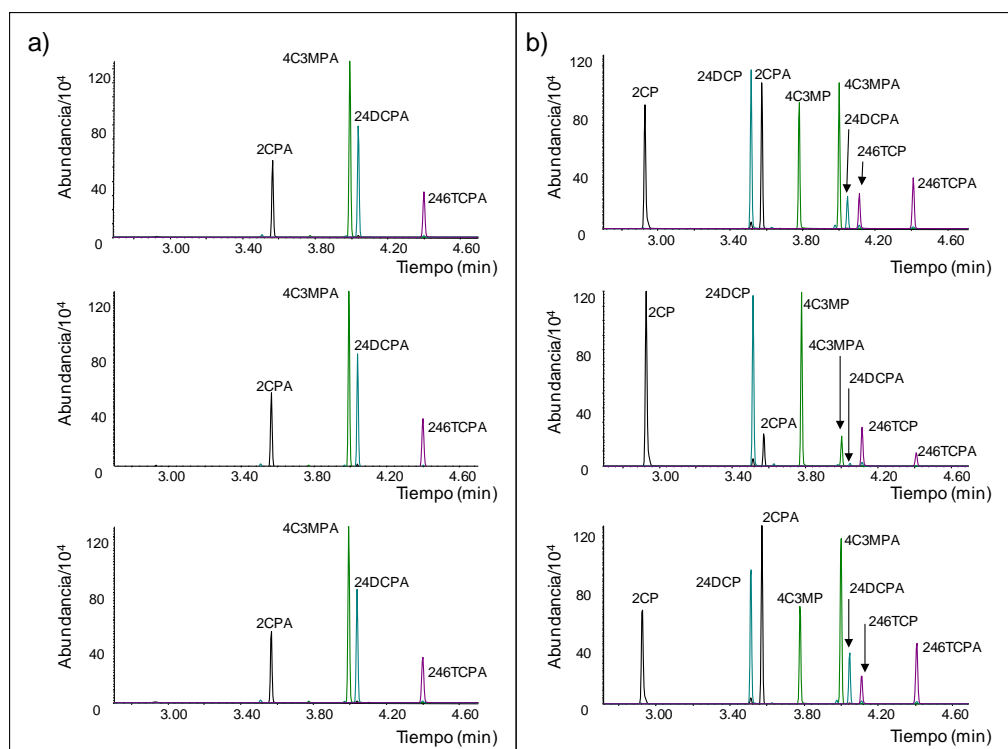 a)
Abundancia/10⁴
120
80
40
0
2CPA
4C3MPA
24DCPA
246TCPA
3.00 3.40 3.80 4.20 4.60
Tiempo (min)
Abundancia/10⁴
120
80
40
0
2CPA
4C3MPA
24DCPA
246TCPA
3.00 3.40 3.80 4.20 4.60
Tiempo (min)
Abundancia/10⁴
120
80
40
0
2CPA
4C3MPA
24DCPA
246TCPA
3.00 3.40 3.80 4.20 4.60
Tiempo (min)
b)
Abundancia/10⁴
120
80
40
0
2CP
24DCP
2CPA
4C3MP
4C3MPA
24DCPA
246TCP
246TCPA
3.00 3.40 3.80 4.20 4.60
Tiempo (min)
Abundancia/10⁴
120
80
40
0
2CP
24DCP
2CPA
4C3MP
4C3MPA
24DCPA
246TCP
246TCPA
3.00 3.40 3.80 4.20 4.60
Tiempo (min)
Abundancia/10⁴
120
80
40
0
2CP
24DCP
2CPA
4C3MP
4C3MPA
24DCPA
246TCP
246TCPA
3.00 3.40 3.80 4.20 4.60
Tiempo (min)